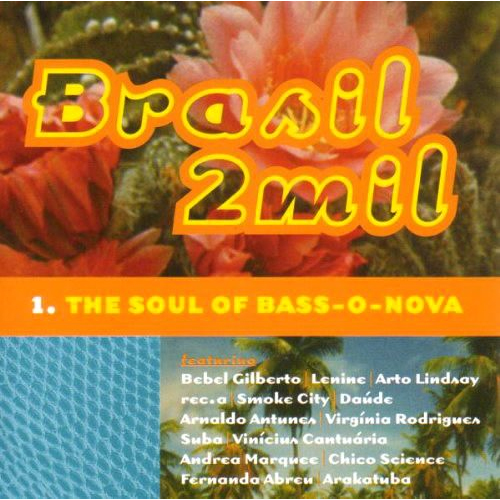 Brasil
2mil
1. THE SOUL OF BASS-O-NOVA
featuring
Bebel Gilberto | Lenine | Arto Lindsay
rec.a | Smoke City | Daúde
Arnaldo Antunes | Virgínia Rodrigues
Suba | Vinícius Cantuária
Andrea Marquee | Chico Science
Fernanda Abreu | Arakatuba